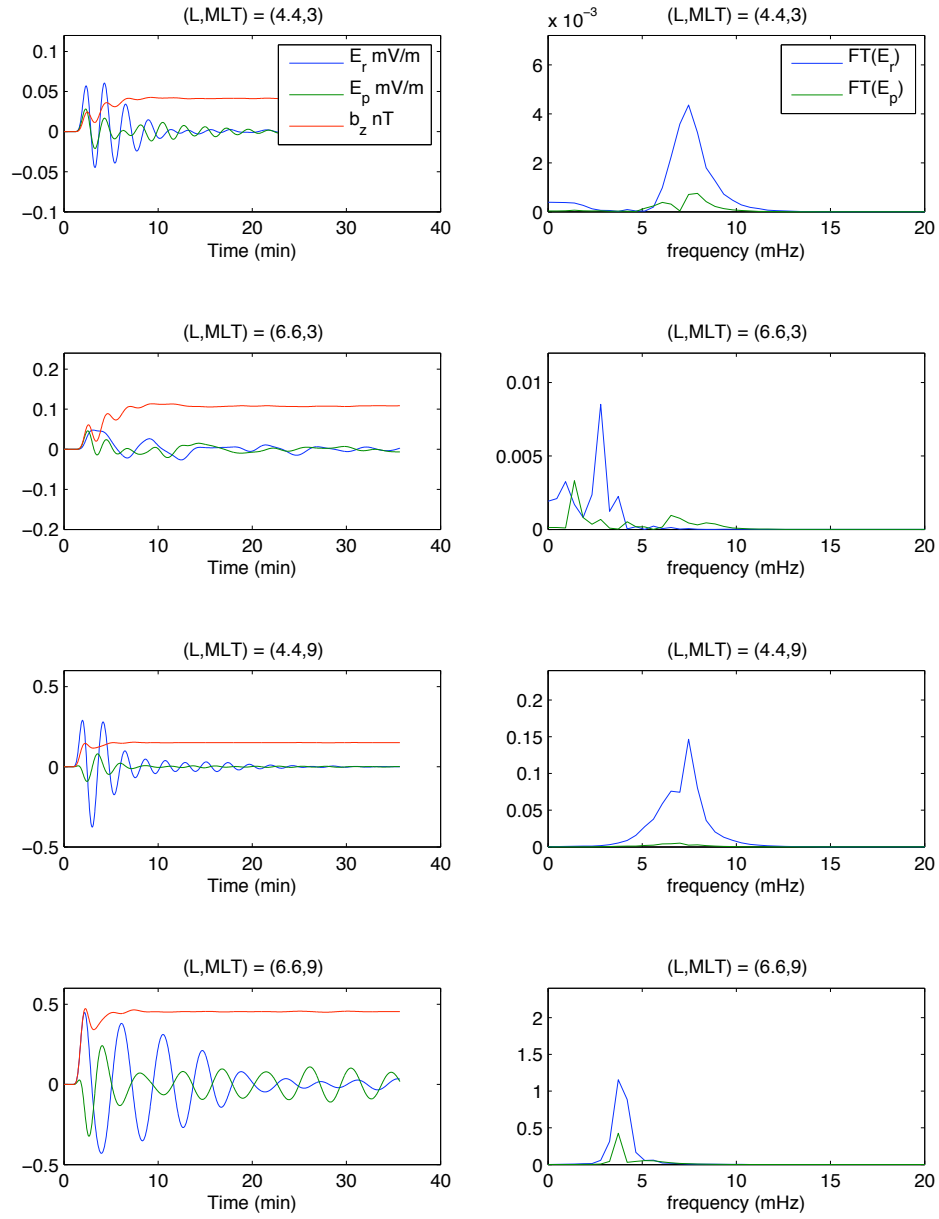 (L,MLT) = (4.4,3)
0.1
0.05
0
−0.05
−0.1
E_r mV/m
E_p mV/m
b_z nT
0 10 20 30 40
Time (min)
(L,MLT) = (4.4,3)
x 10^-3
6
4
2
0
FT(E_r)
FT(E_p)
0 5 10 15 20
frequency (mHz)
(L,MLT) = (6.6,3)
0.2
0.1
0
−0.1
−0.2
0 10 20 30 40
Time (min)
(L,MLT) = (6.6,3)
0.01
0.005
0
0 5 10 15 20
frequency (mHz)
(L,MLT) = (4.4,9)
0.5
0
−0.5
0 10 20 30 40
Time (min)
(L,MLT) = (4.4,9)
0.2
0.15
0.1
0.05
0
0 5 10 15 20
frequency (mHz)
(L,MLT) = (6.6,9)
0.5
0
−0.5
0 10 20 30 40
Time (min)
(L,MLT) = (6.6,9)
2
1.5
1
0.5
0
0 5 10 15 20
frequency (mHz)